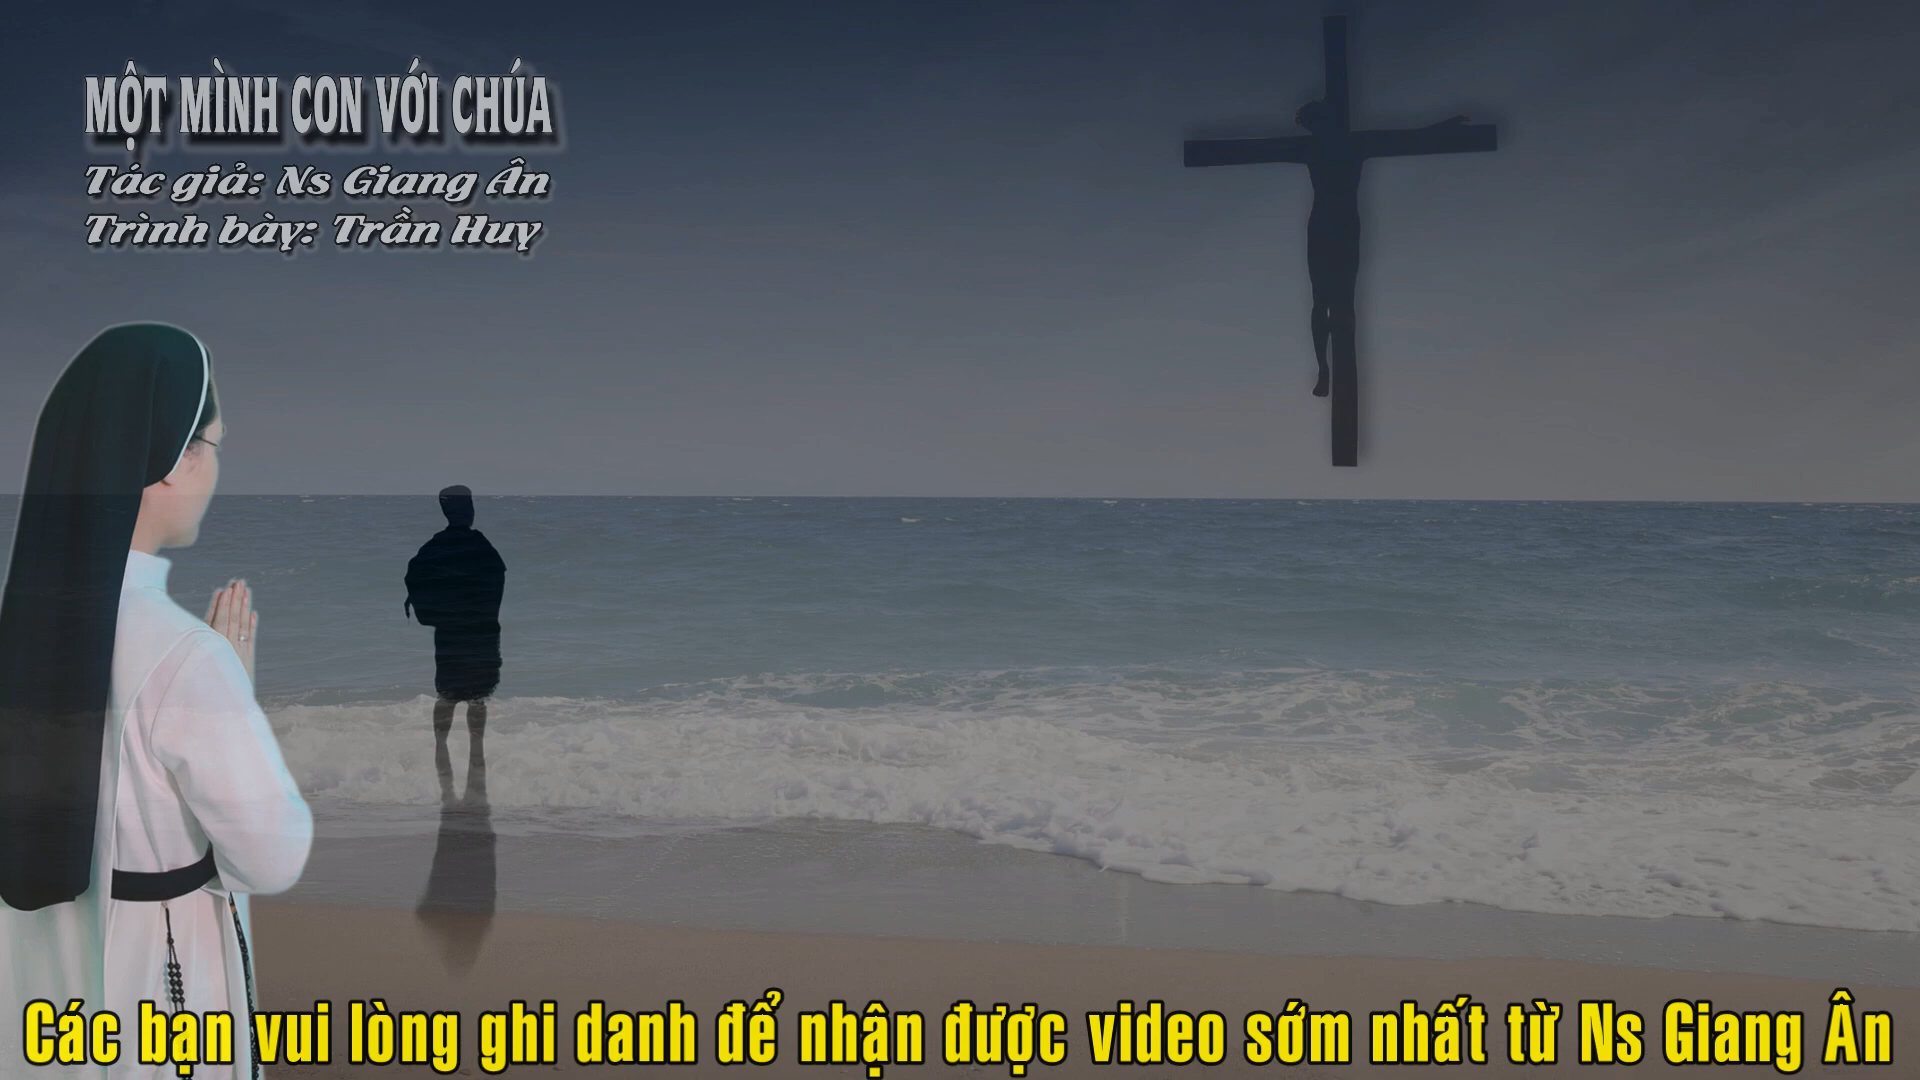 MỘT MÌNH CON VỚI CHÚA
Tác giả: Ns Giang Ân
Trình bày: Trần Huy
Các bạn vui lòng ghi danh để nhận được video sớm nhất từ Ns Giang Ân